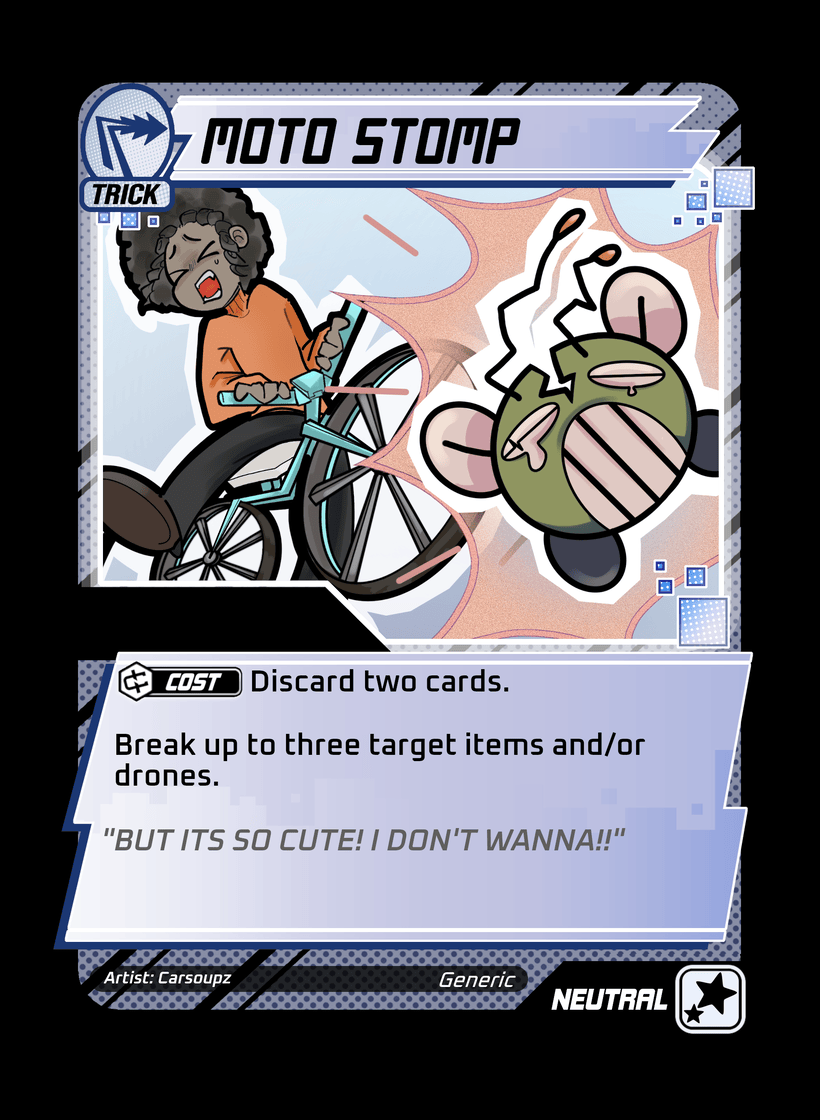 MOTO STOMP
TRICK
COST Discard two cards.
Break up to three target items and/or
drones.
"BUT ITS SO CUTE! I DON'T WANNA!!"
Artist: Carsoupz
Generic
NEUTRAL